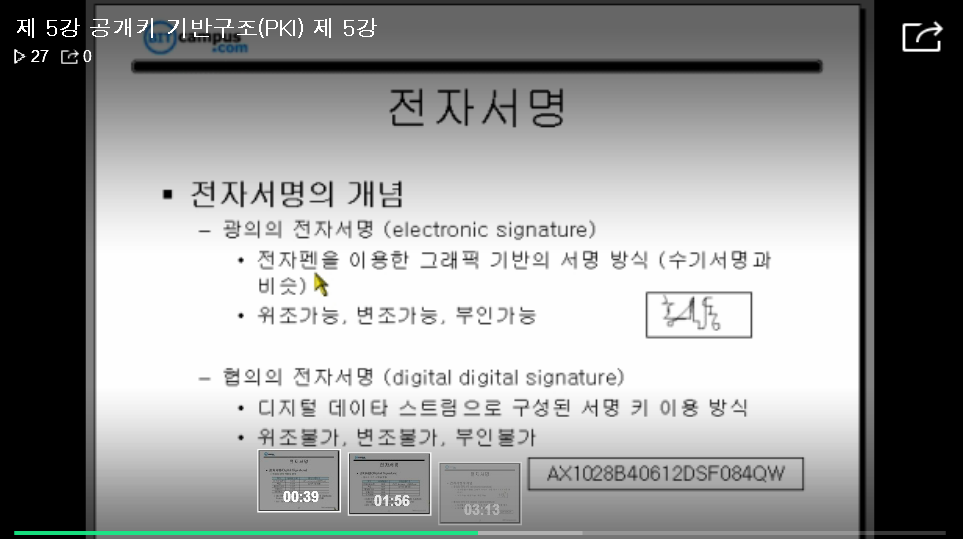 제 5강 공개키 기반구조(PKI) 제 5강
27 0
BIT campus
.com
전자서명
▪ 전자서명의 개념
– 광의의 전자서명 (electronic signature)
• 전자펜을 이용한 그래픽 기반의 서명 방식 (수기서명과
비슷)
• 위조가능, 변조가능, 부인가능
– 협의의 전자서명 (digital digital signature)
• 디지털 데이타 스트림으로 구성된 서명 키 이용 방식
• 위조불가, 변조불가, 부인불가
AX1028B40612DSF084QW
00:39
01:56
03:13